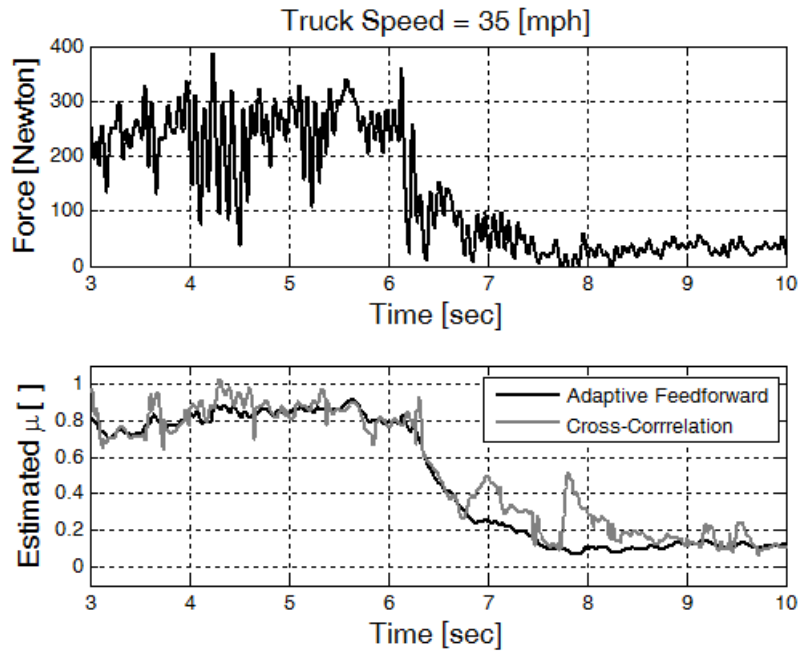 Truck Speed = 35 [mph]
Force [Newton]
400
300
200
100
0
3 4 5 6 7 8 9 10
Time [sec]
Estimated μ [ ]
1
0.8
0.6
0.4
0.2
0
Adaptive Feedforward
Cross-Corrrelation
3 4 5 6 7 8 9 10
Time [sec]